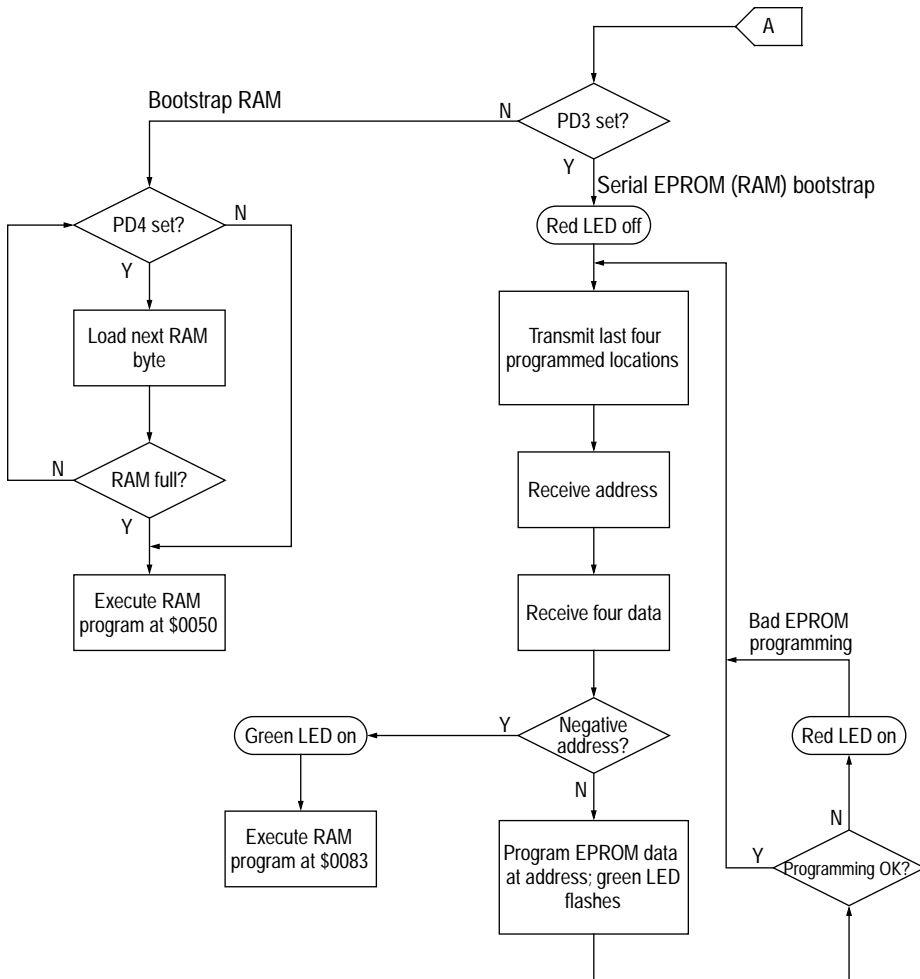 A
Bootstrap RAM
N
PD3 set?
Y
Serial EPROM (RAM) bootstrap
PD4 set?
N
Red LED off
Y
Load next RAM
byte
Transmit last four
programmed locations
N
RAM full?
Y
Receive address
Execute RAM
program at $0050
Receive four data
Bad EPROM
programming
Green LED on
Y
Negative
address?
Red LED on
N
Execute RAM
program at $0083
Program EPROM data
at address; green LED
flashes
N
Y
Programming OK?